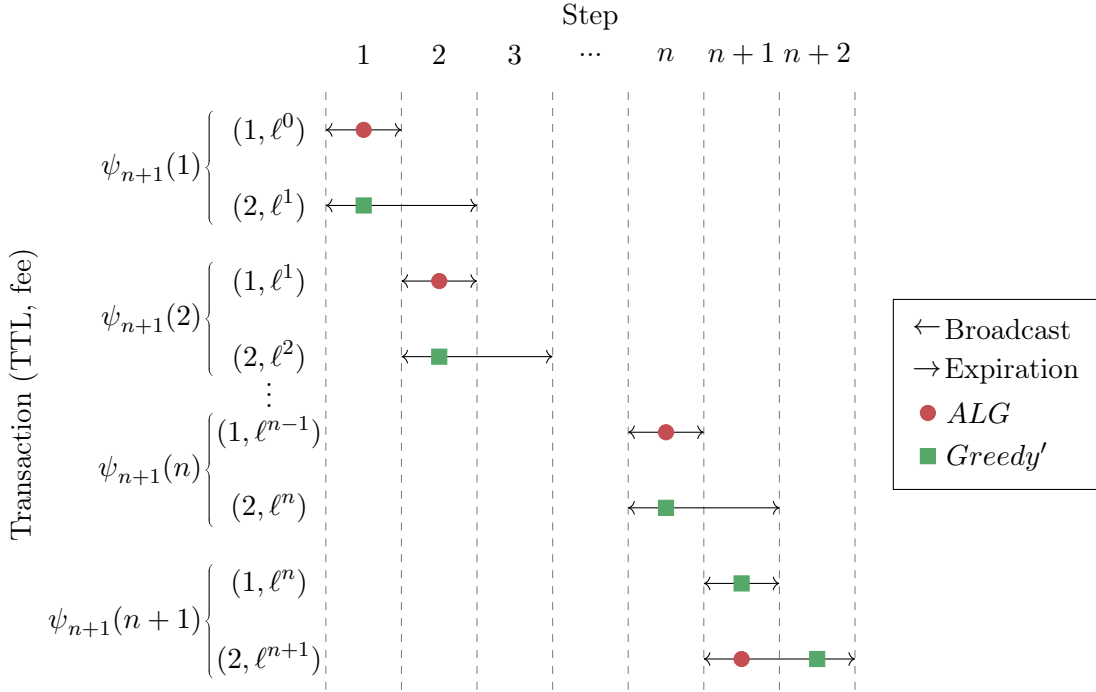 Step
1 2 3 ... n n + 1 n + 2
Transaction (TTL, fee)
ψₙ₊₁(1)
(1, ℓ⁰)
(2, ℓ¹)
ψₙ₊₁(2)
(1, ℓ¹)
(2, ℓ²)
⋮
ψₙ₊₁(n)
(1, ℓⁿ⁻¹)
(2, ℓⁿ)
ψₙ₊₁(n + 1)
(1, ℓⁿ)
(2, ℓⁿ⁺¹)
←Broadcast
→Expiration
ALG
Greedy′